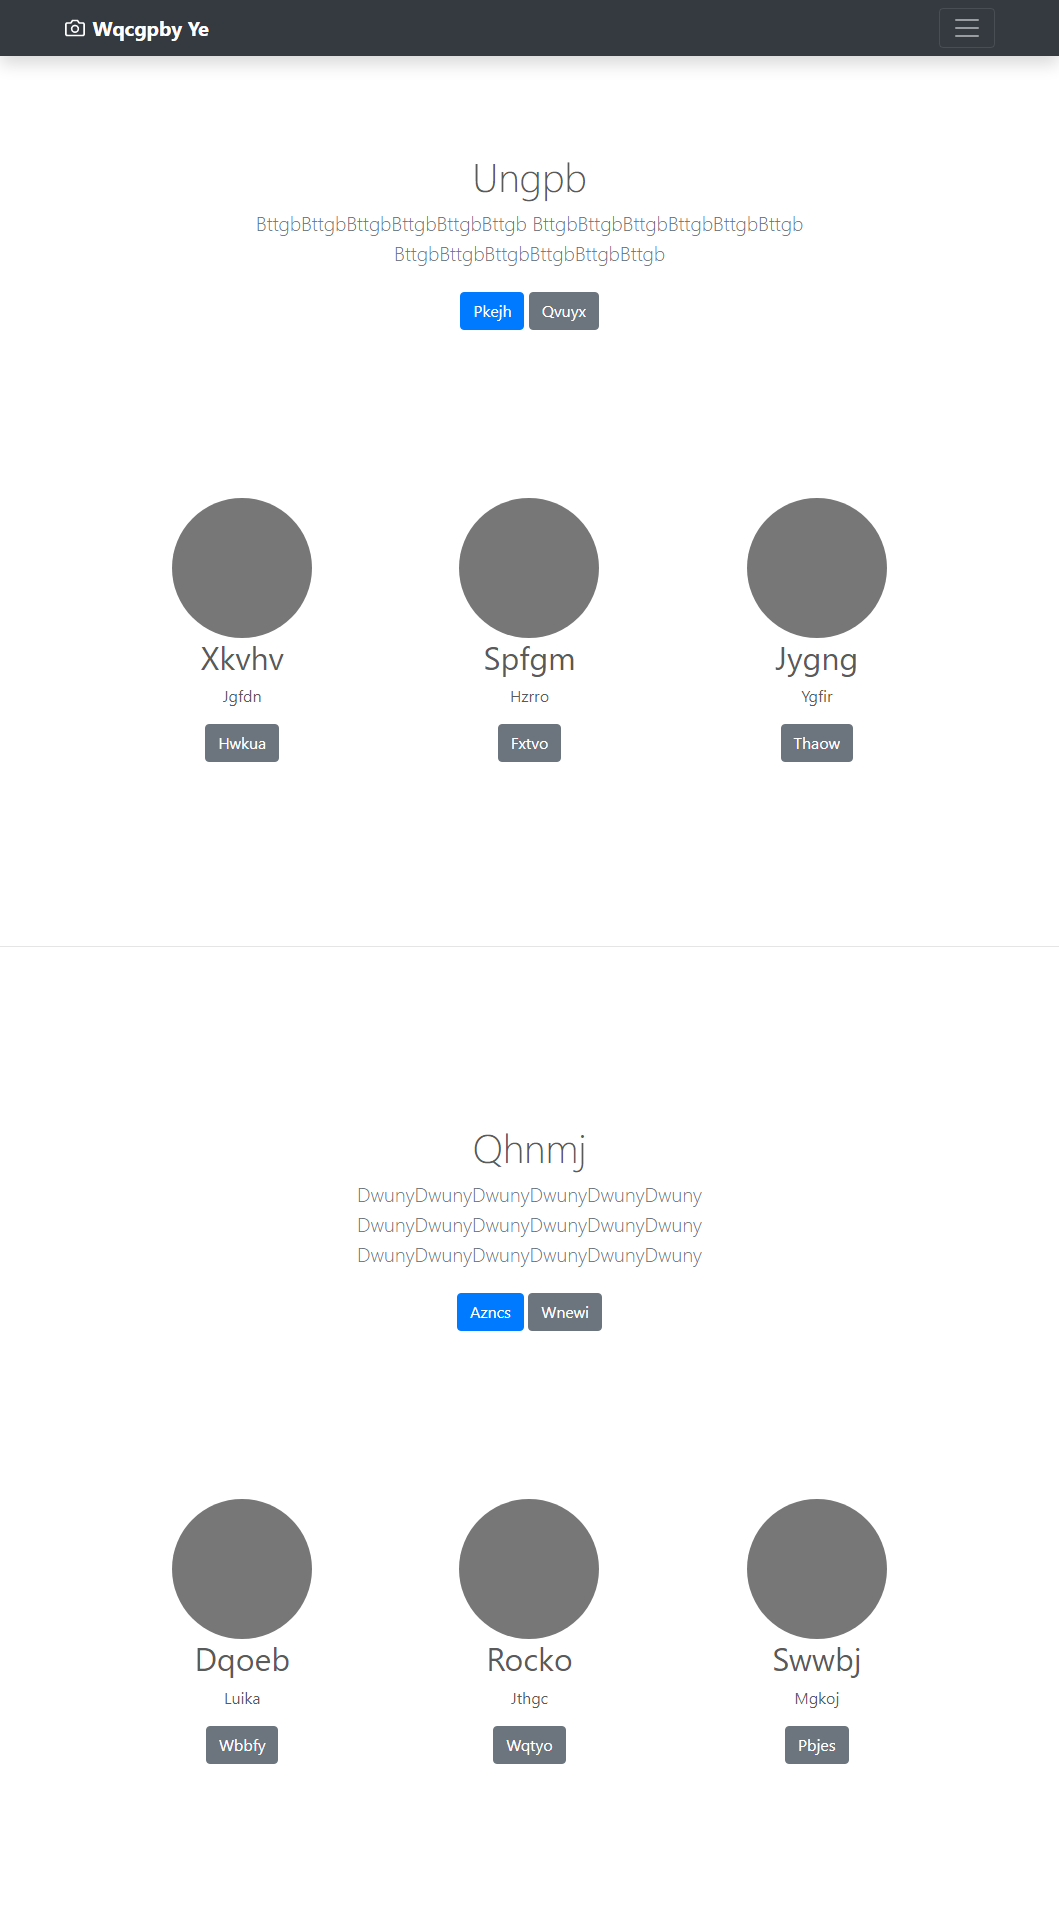 Wqcgpby Ye
Ungpb
BttgbBttgbBttgbBttgbBttgbBttgb BttgbBttgbBttgbBttgbBttgbBttgb
BttgbBttgbBttgbBttgbBttgbBttgb
Pkejh Qvuyx
Xkvhv Spfgm Jygng
Jgfdn Hzrro Ygfir
Hwkua Fxtvo Thaow
Qhnmj
DwunyDwunyDwunyDwunyDwunyDwuny
DwunyDwunyDwunyDwunyDwunyDwuny
DwunyDwunyDwunyDwunyDwunyDwuny
Azncs Wnewi
Dqoeb Rocko Swwbj
Luika Jthgc Mgkoj
Wbbfy Wqtyo Pbjes